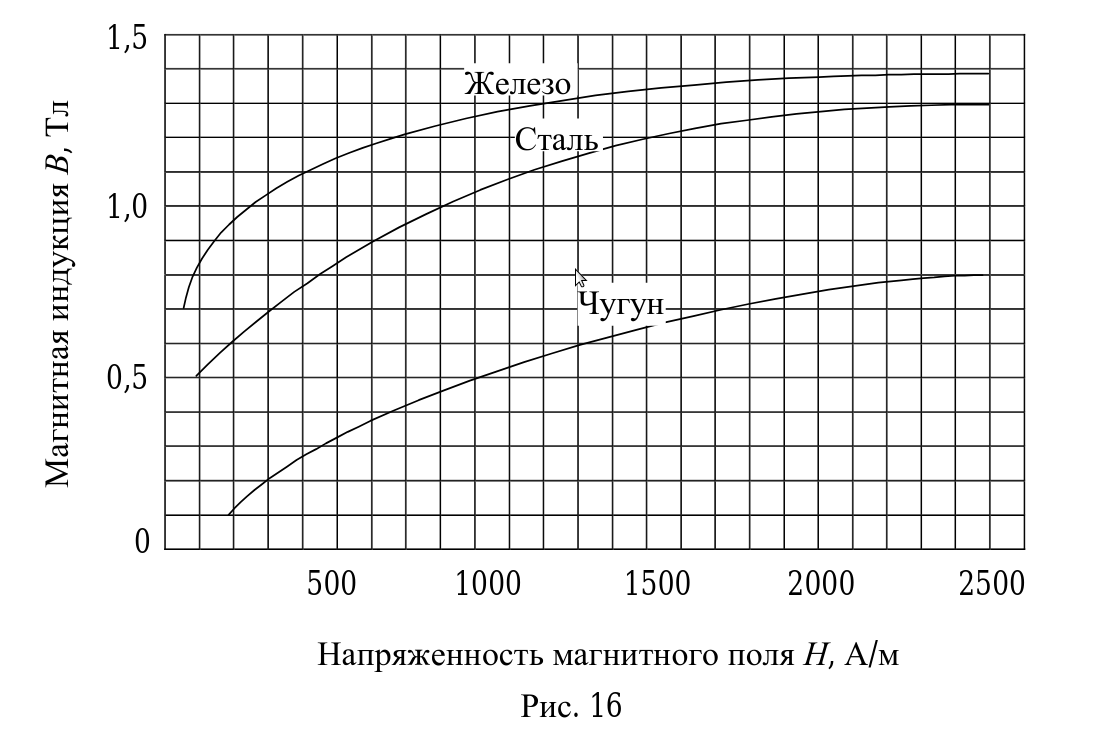 1,5
Железо
Сталь
1,0
Чугун
0,5
0
500 1000 1500 2000 2500
Магнитная индукция B, Тл
Напряженность магнитного поля H, А/м
Рис. 16